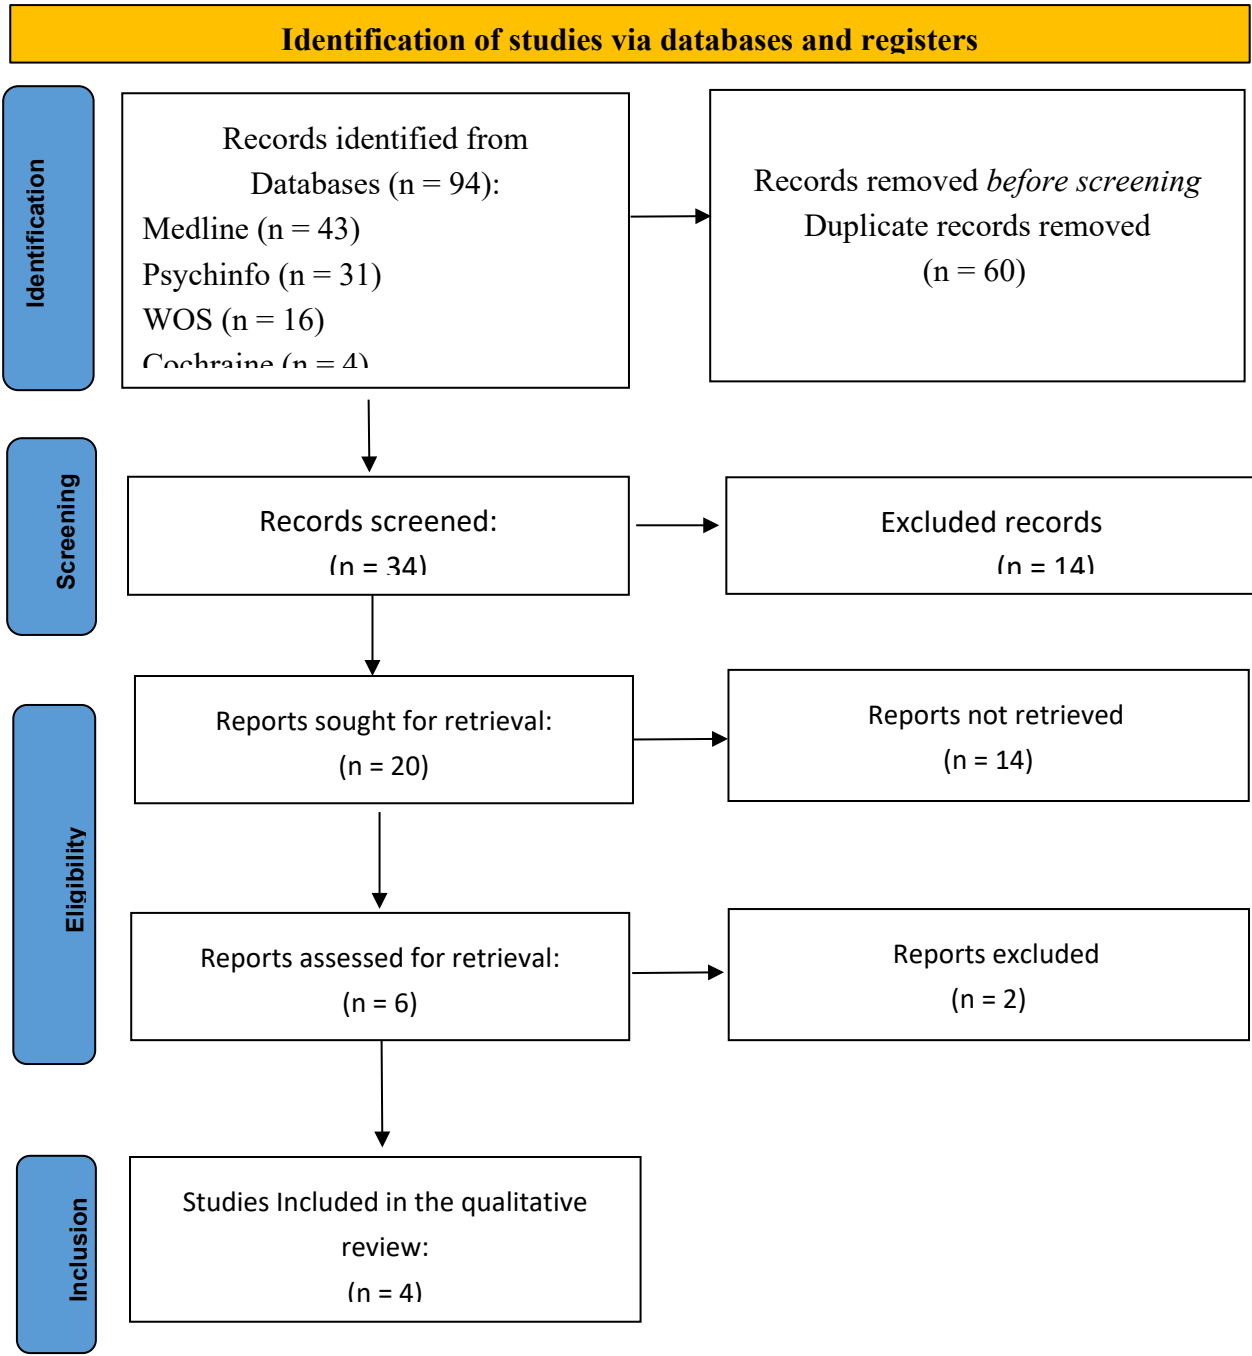 Identification of studies via databases and registers
Identification
Records identified from
Databases (n = 94):
Medline (n = 43)
Psychinfo (n = 31)
WOS (n = 16)
Cochraine (n = 4)
Records removed before screening
Duplicate records removed
(n = 60)
Screening
Records screened:
(n = 34)
Excluded records
(n = 14)
Eligibility
Reports sought for retrieval:
(n = 20)
Reports not retrieved
(n = 14)
Reports assessed for retrieval:
(n = 6)
Reports excluded
(n = 2)
Inclusion
Studies Included in the qualitative
review:
(n = 4)